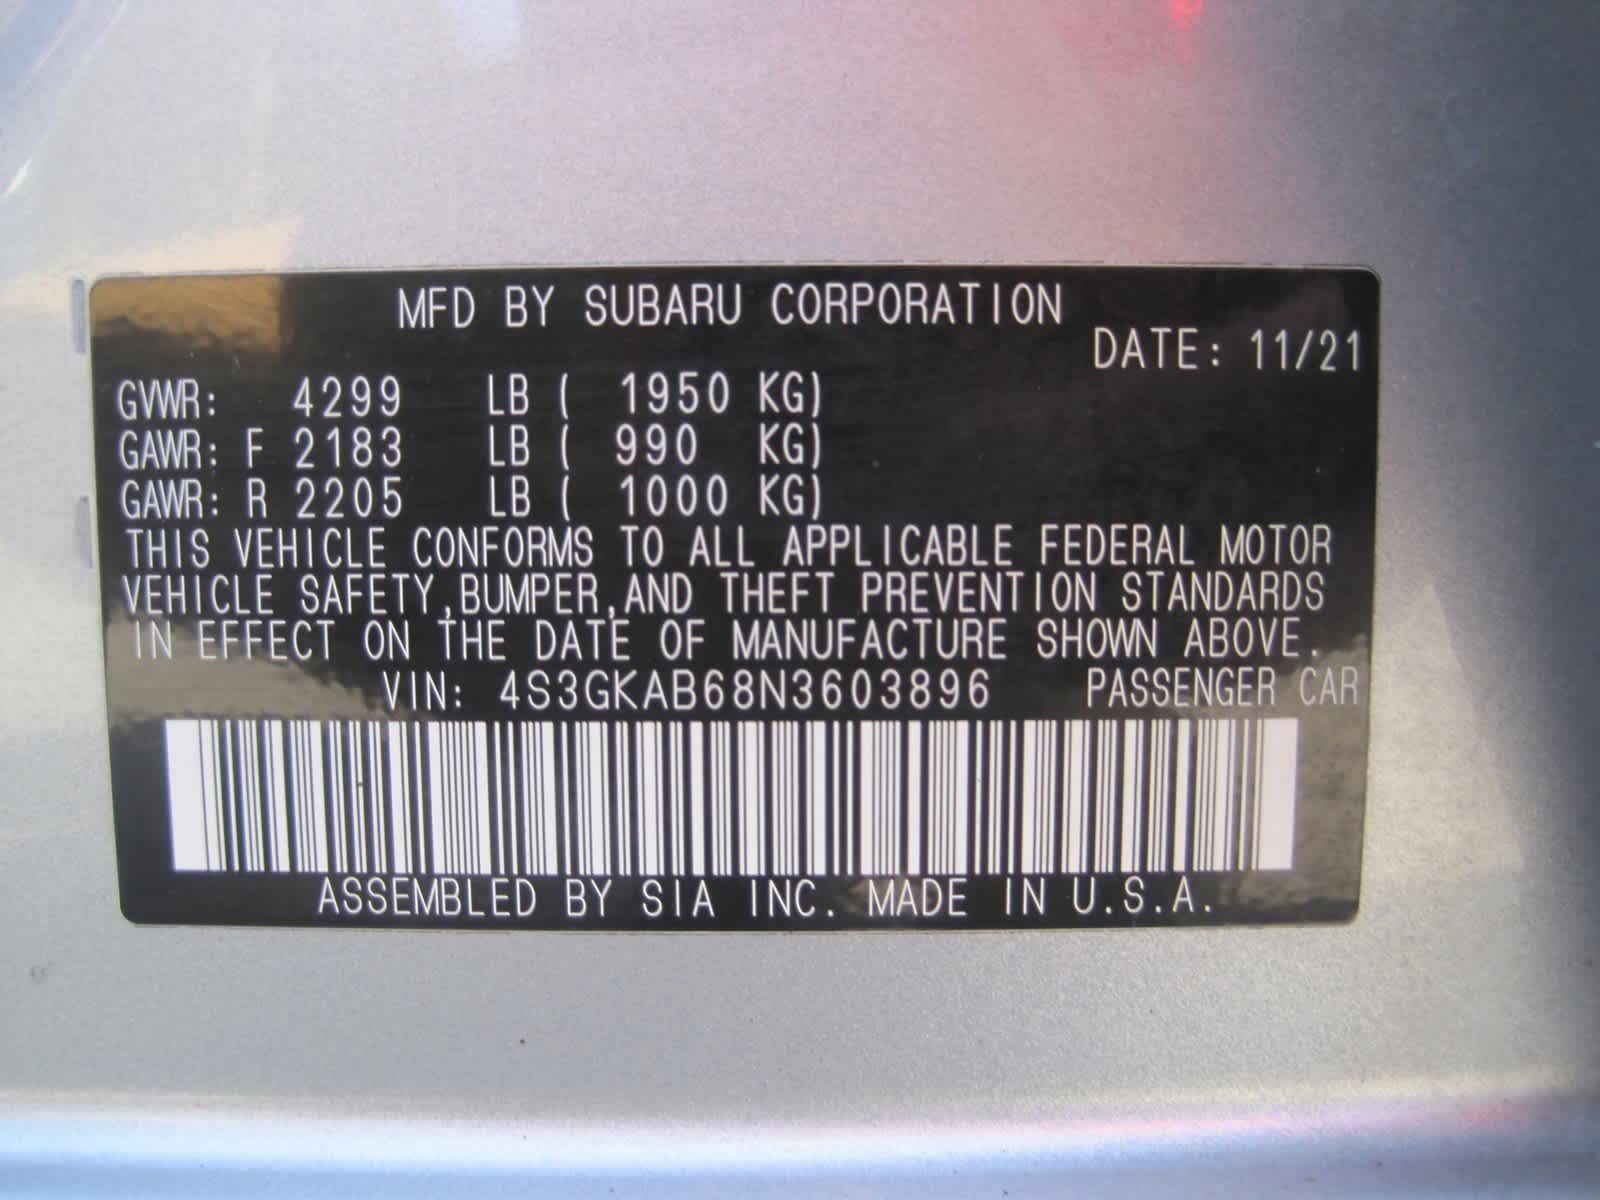 MFD BY SUBARU CORPORATION
DATE: 11/21
GVWR: 4299 LB ( 1950 KG)
GAWR: F 2183 LB ( 990 KG)
GAWR: R 2205 LB ( 1000 KG)
THIS VEHICLE CONFORMS TO ALL APPLICABLE FEDERAL MOTOR
VEHICLE SAFETY,BUMPER,AND THEFT PREVENTION STANDARDS
IN EFFECT ON THE DATE OF MANUFACTURE SHOWN ABOVE.
VIN: 4S3GKAB68N3603896 PASSENGER CAR
ASSEMBLED BY SIA INC. MADE IN U.S.A.